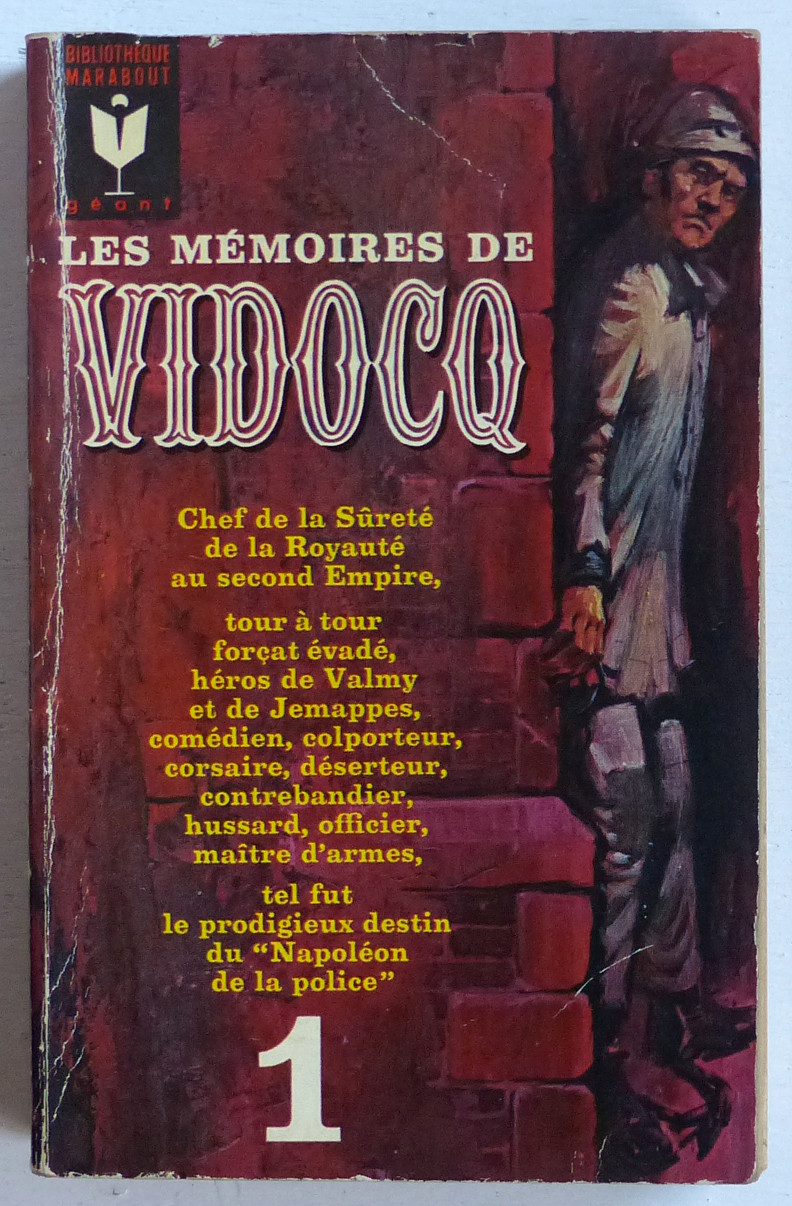 BIBLIOTHÈQUE
MARABOUT
géant
LES MÉMOIRES DE
VIDOCQ
Chef de la Sûreté
de la Royauté
au second Empire,
tour à tour
forçat évadé,
héros de Valmy
et de Jemappes,
comédien, colporteur,
corsaire, déserteur,
contrebandier,
hussard, officier,
maître d'armes,
tel fut
le prodigieux destin
du “Napoléon
de la police”
1